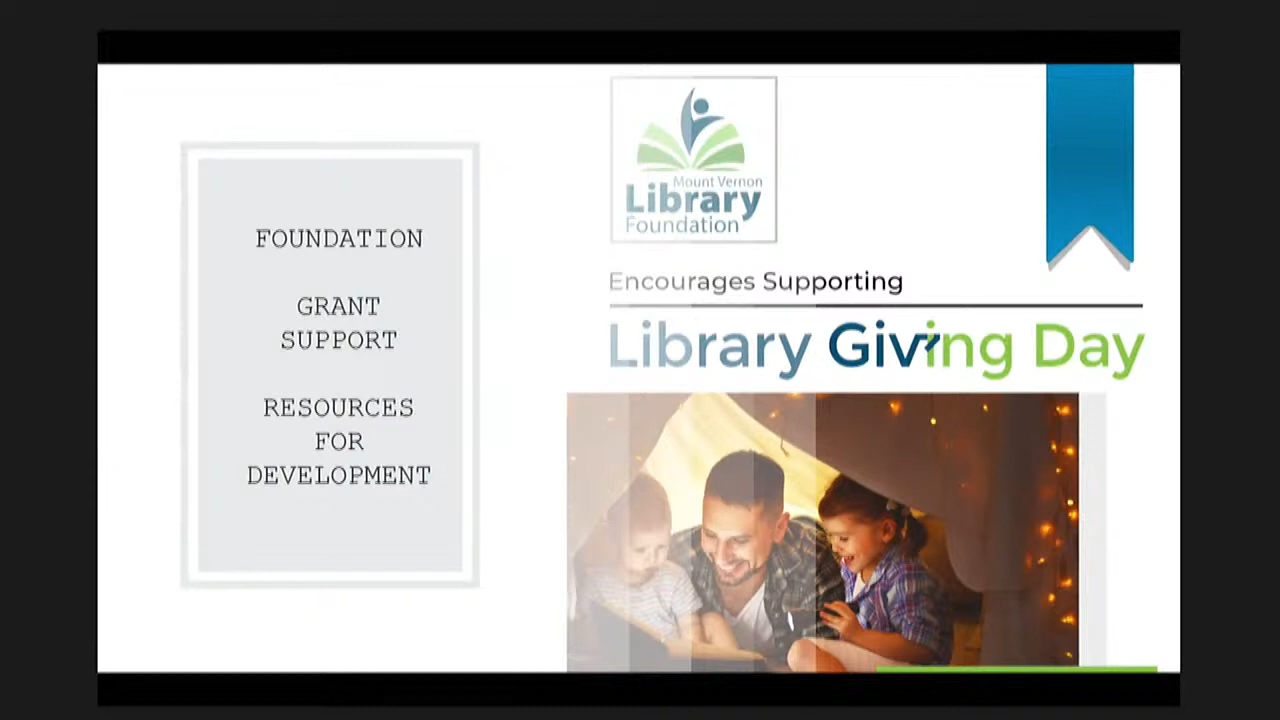 FOUNDATION
GRANT
SUPPORT
RESOURCES
FOR
DEVELOPMENT
Mount Vernon
Library
Foundation
Encourages Supporting
Library Giving Day